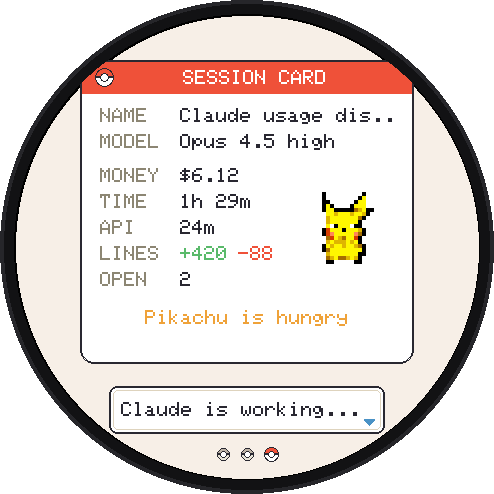 SESSION CARD
NAME Claude usage dis..
MODEL Opus 4.5 high
MONEY $6.12
TIME 1h 29m
API 24m
LINES +420 -88
OPEN 2
Pikachu is hungry
Claude is working...